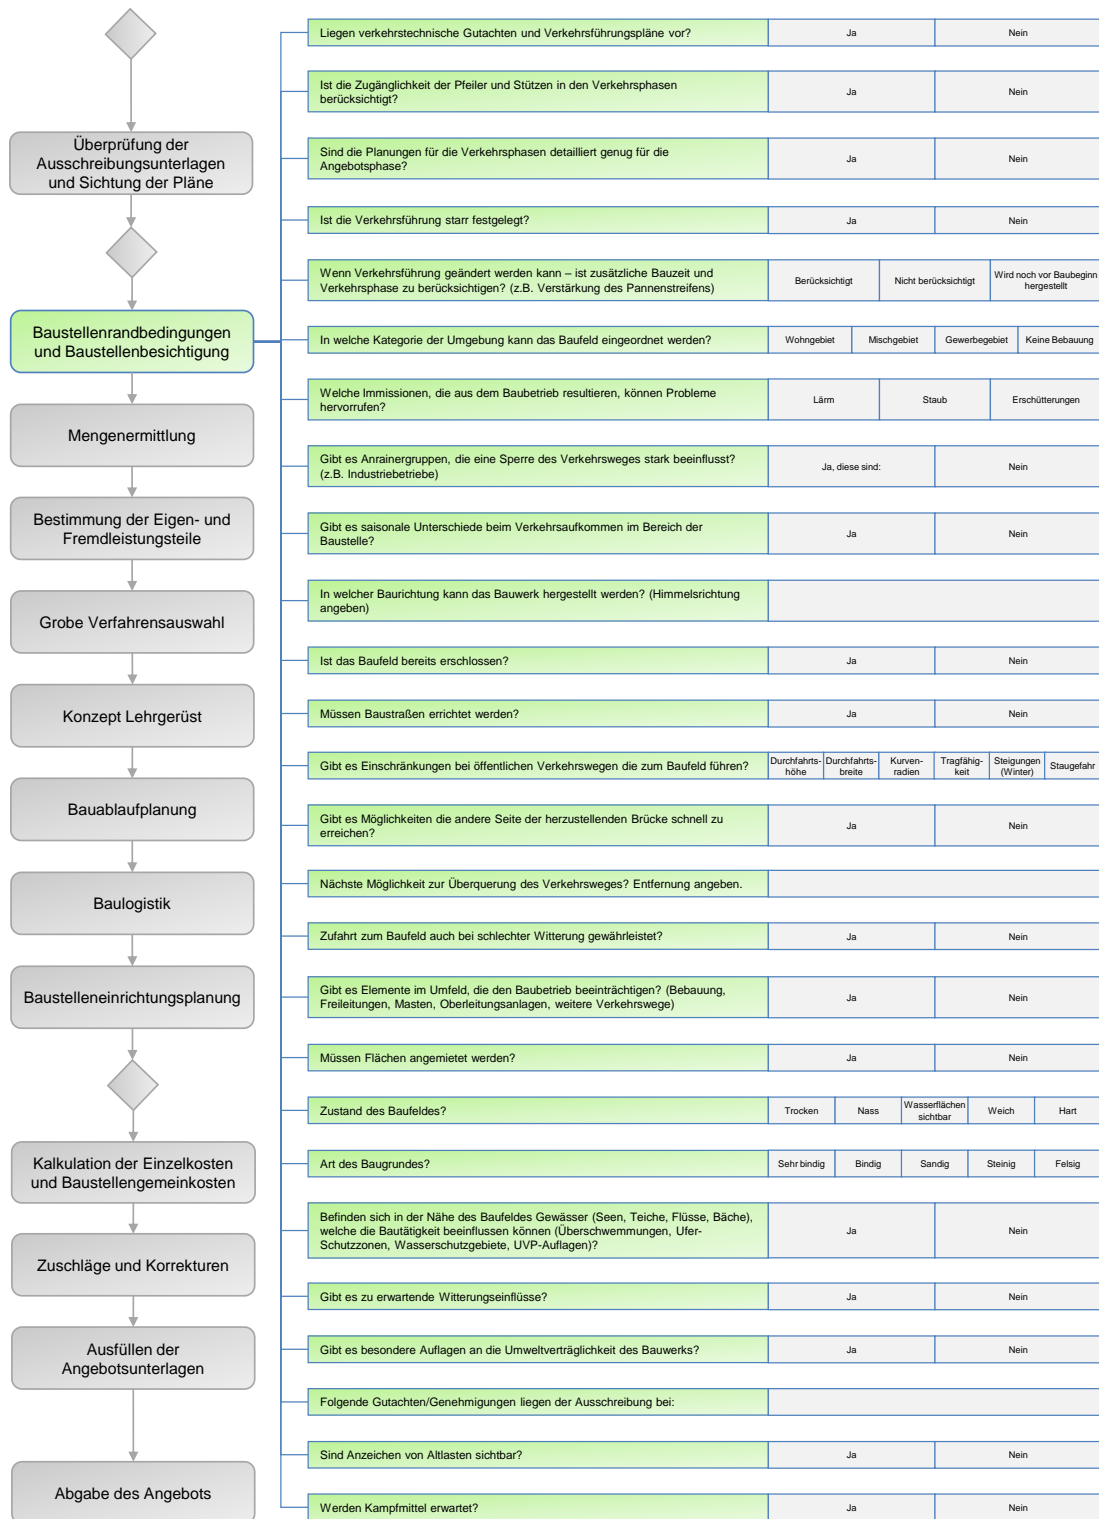 Überprüfung der
Ausschreibungsunterlagen
und Sichtung der Pläne
Baustellenrandbedingungen
und Baustellenbesichtigung
Mengenermittlung
Bestimmung der Eigen- und
Fremdleistungsteile
Grobe Verfahrensauswahl
Konzept Lehrgerüst
Bauablaufplanung
Baulogistik
Baustelleneinrichtungsplanung
Kalkulation der Einzelkosten
und Baustellengemeinkosten
Zuschläge und Korrekturen
Ausfüllen der
Angebotsunterlagen
Abgabe des Angebots
Liegen verkehrstechnische Gutachten und Verkehrsführungspläne vor?
Ja
Nein
Ist die Zugänglichkeit der Pfeiler und Stützen in den Verkehrsphasen
berücksichtigt?
Ja
Nein
Sind die Planungen für die Verkehrsphasen detailliert genug für die
Angebotsphase?
Ja
Nein
Ist die Verkehrsführung starr festgelegt?
Ja
Nein
Wenn Verkehrsführung geändert werden kann – ist zusätzliche Bauzeit und
Verkehrsphase zu berücksichtigen? (z.B. Verstärkung des Pannenstreifens)
Berücksichtigt
Nicht berücksichtigt
Wird noch vor Baubeginn
hergestellt
In welche Kategorie der Umgebung kann das Baufeld eingeordnet werden?
Wohngebiet
Mischgebiet
Gewerbegebiet
Keine Bebauung
Welche Immissionen, die aus dem Baubetrieb resultieren, können Probleme
hervorrufen?
Lärm
Staub
Erschütterungen
Gibt es Anrainergruppen, die eine Sperre des Verkehrsweges stark beeinflusst?
(z.B. Industriebetriebe)
Ja, diese sind:
Nein
Gibt es saisonale Unterschiede beim Verkehrsaufkommen im Bereich der
Baustelle?
Ja
Nein
In welcher Baurichtung kann das Bauwerk hergestellt werden? (Himmelsrichtung
angeben)
Ist das Baufeld bereits erschlossen?
Ja
Nein
Müssen Baustraßen errichtet werden?
Ja
Nein
Gibt es Einschränkungen bei öffentlichen Verkehrswegen die zum Baufeld führen?
Durchfahrts-
höhe
Durchfahrts-
breite
Kurven-
radien
Tragfähig-
keit
Steigungen
(Winter)
Staugefahr
Gibt es Möglichkeiten die andere Seite der herzustellenden Brücke schnell zu
erreichen?
Ja
Nein
Nächste Möglichkeit zur Überquerung des Verkehrsweges? Entfernung angeben.
Zufahrt zum Baufeld auch bei schlechter Witterung gewährleistet?
Ja
Nein
Gibt es Elemente im Umfeld, die den Baubetrieb beeinträchtigen? (Bebauung,
Freileitungen, Masten, Oberleitungsanlagen, weitere Verkehrswege)
Ja
Nein
Müssen Flächen angemietet werden?
Ja
Nein
Zustand des Baufeldes?
Trocken
Nass
Wasserflächen
sichtbar
Weich
Hart
Art des Baugrundes?
Sehr bindig
Bindig
Sandig
Steinig
Felsig
Befinden sich in der Nähe des Baufeldes Gewässer (Seen, Teiche, Flüsse, Bäche),
welche die Bautätigkeit beeinflussen können (Überschwemmungen, Ufer-
Schutzzonen, Wasserschutzgebiete, UVP-Auflagen)?
Ja
Nein
Gibt es zu erwartende Witterungseinflüsse?
Ja
Nein
Gibt es besondere Auflagen an die Umweltverträglichkeit des Bauwerks?
Ja
Nein
Folgende Gutachten/Genehmigungen liegen der Ausschreibung bei:
Sind Anzeichen von Altlasten sichtbar?
Ja
Nein
Werden Kampfmittel erwartet?
Ja
Nein